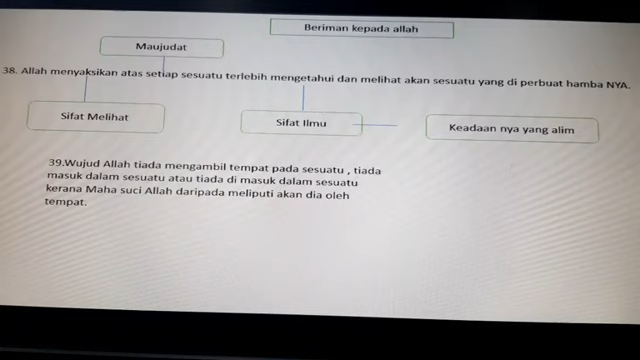 Beriman kepada allah
Maujudat
38. Allah menyaksikan atas setiap sesuatu terlebih mengetahui dan melihat akan sesuatu yang di perbuat hamba NYA.
Sifat Melihat
Sifat Ilmu
Keadaan nya yang alim
39.Wujud Allah tiada mengambil tempat pada sesuatu , tiada
masuk dalam sesuatu atau tiada di masuk dalam sesuatu
kerana Maha suci Allah daripada meliputi akan dia oleh
tempat.